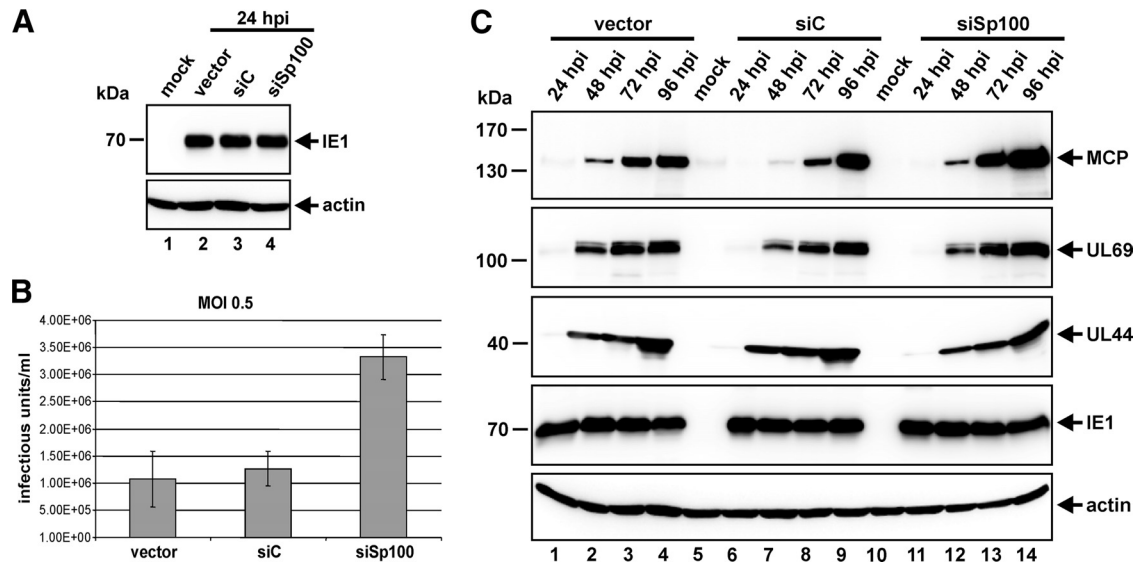 A
24 hpi
mock
vector
siC
siSp100
kDa
70
IE1
actin
1 2 3 4
B
MOI 0.5
infectious units/ml
4.00E+06
3.50E+06
3.00E+06
2.50E+06
2.00E+06
1.50E+06
1.00E+06
5.00E+05
1.00E+00
vector siC siSp100
C
vector siC siSp100
24 hpi 48 hpi 72 hpi 96 hpi mock 24 hpi 48 hpi 72 hpi 96 hpi mock 24 hpi 48 hpi 72 hpi 96 hpi
kDa
170
130
MCP
100
UL69
40
UL44
70
IE1
actin
1 2 3 4 5 6 7 8 9 10 11 12 13 14